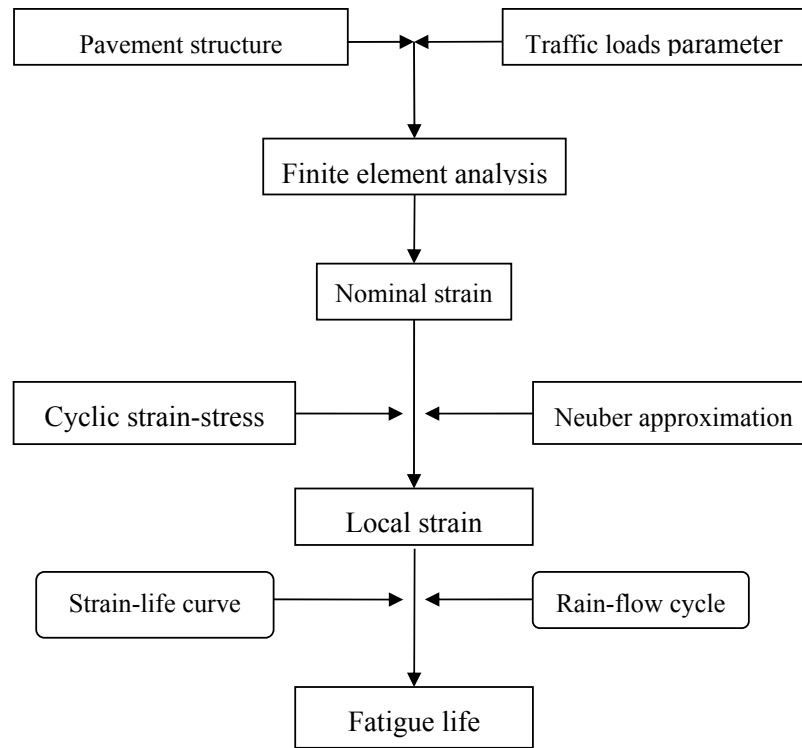 Pavement structure
Traffic loads parameter
Finite element analysis
Nominal strain
Cyclic strain-stress
Neuber approximation
Local strain
Strain-life curve
Rain-flow cycle
Fatigue life